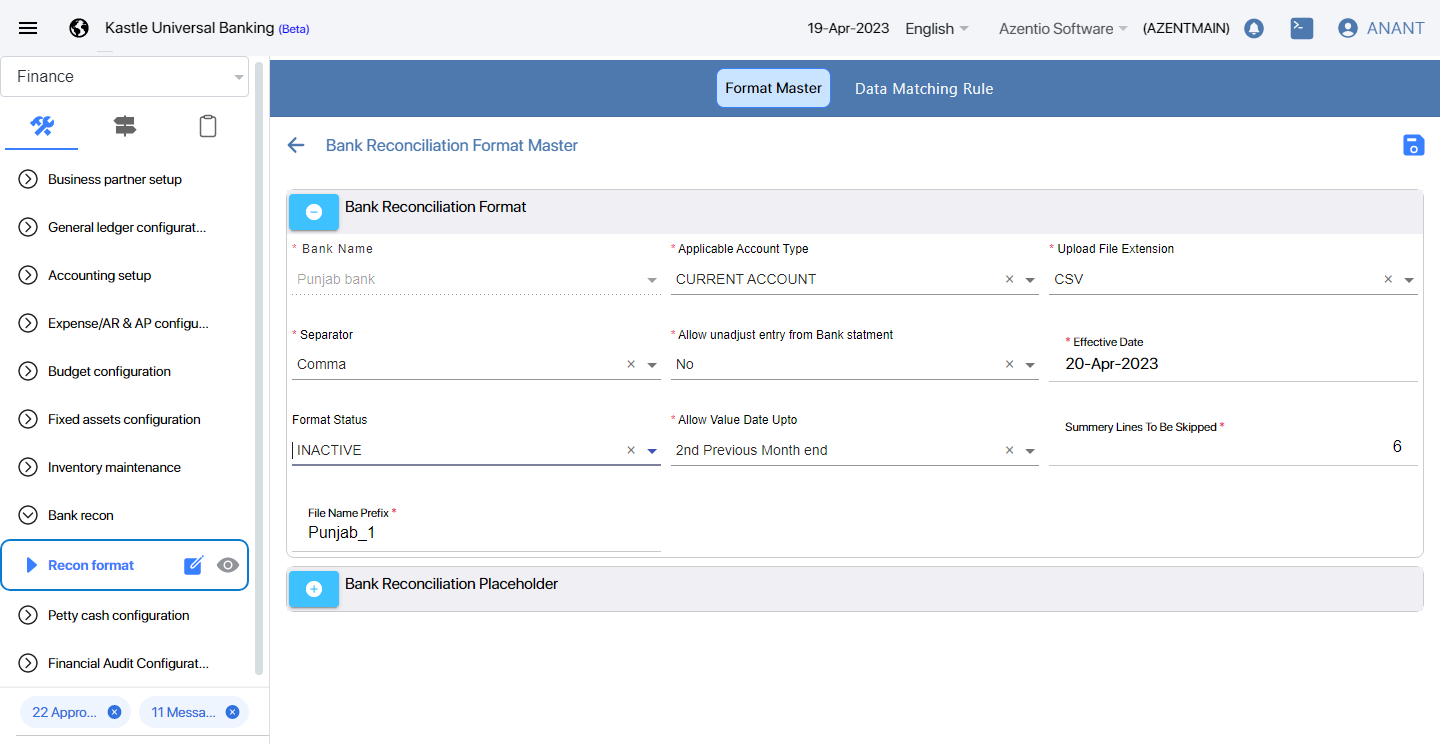 Kastle Universal Banking (Beta)
19-Apr-2023 English Azentio Software (AZENTMAIN) ANANT
Finance
Business partner setup
General ledger configurat...
Accounting setup
Expense/AR & AP configu...
Budget configuration
Fixed assets configuration
Inventory maintenance
Bank recon
Recon format
Petty cash configuration
Financial Audit Configurat...
22 Appro... 11 Messa...
Format Master Data Matching Rule
Bank Reconciliation Format Master
Bank Reconciliation Format
* Bank Name * Applicable Account Type * Upload File Extension
Punjab bank CURRENT ACCOUNT CSV
* Separator * Allow unadjust entry from Bank statment * Effective Date
Comma No 20-Apr-2023
Format Status * Allow Value Date Upto Summery Lines To Be Skipped *
INACTIVE 2nd Previous Month end 6
File Name Prefix *
Punjab_1
Bank Reconciliation Placeholder